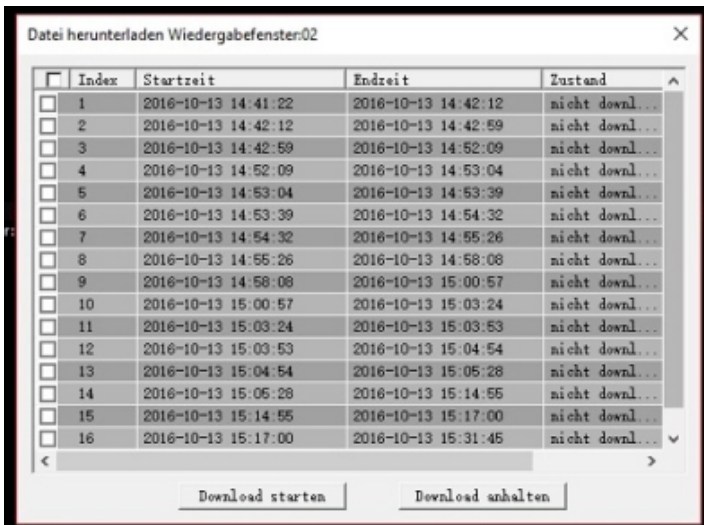 Datei herunterladen Wiedergabefenster:02
Index Startzeit Endzeit Zustand
1 2016-10-13 14:41:22 2016-10-13 14:42:12 nicht downl...
2 2016-10-13 14:42:12 2016-10-13 14:42:59 nicht downl...
3 2016-10-13 14:42:59 2016-10-13 14:52:09 nicht downl...
4 2016-10-13 14:52:09 2016-10-13 14:53:04 nicht downl...
5 2016-10-13 14:53:04 2016-10-13 14:53:39 nicht downl...
6 2016-10-13 14:53:39 2016-10-13 14:54:32 nicht downl...
7 2016-10-13 14:54:32 2016-10-13 14:55:26 nicht downl...
8 2016-10-13 14:55:26 2016-10-13 14:58:08 nicht downl...
9 2016-10-13 14:58:08 2016-10-13 15:00:57 nicht downl...
10 2016-10-13 15:00:57 2016-10-13 15:03:24 nicht downl...
11 2016-10-13 15:03:24 2016-10-13 15:03:53 nicht downl...
12 2016-10-13 15:03:53 2016-10-13 15:04:54 nicht downl...
13 2016-10-13 15:04:54 2016-10-13 15:05:28 nicht downl...
14 2016-10-13 15:05:28 2016-10-13 15:14:55 nicht downl...
15 2016-10-13 15:14:55 2016-10-13 15:17:00 nicht downl...
16 2016-10-13 15:17:00 2016-10-13 15:31:45 nicht downl...
Download starten Download anhalten